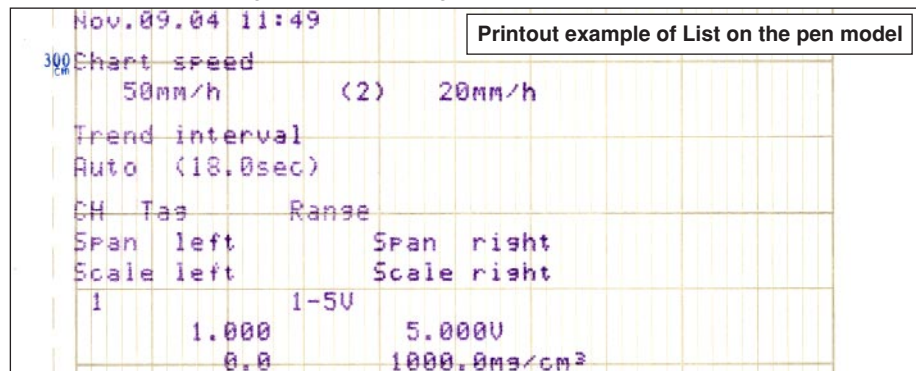 Nov.09.04 11:49
Printout example of List on the pen model
300 cm
Chart speed
50mm/h (2) 20mm/h
Trend interval
Auto (18.0sec)
CH Tag Range
Span left Span right
Scale left Scale right
1 1-5V
1.000 5.000V
0.0 1000.0mg/cm³